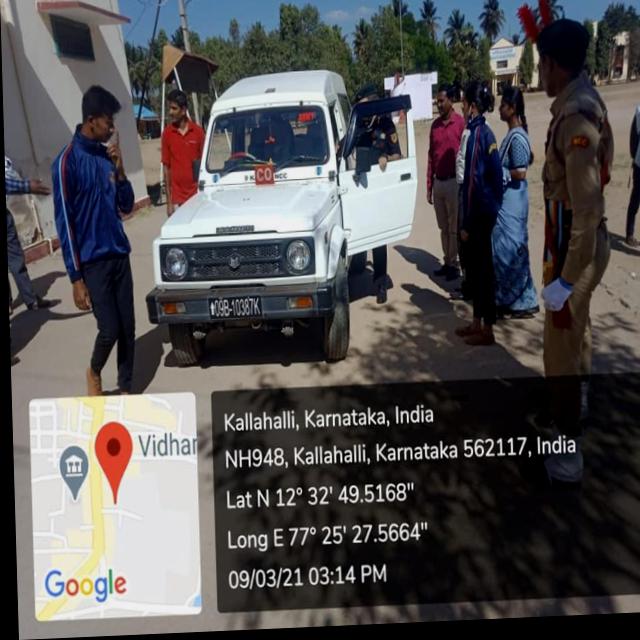 CO
NCC
09B-10387K
Vidhar
Google
Kallahalli, Karnataka, India
NH948, Kallahalli, Karnataka 562117, India
Lat N 12° 32' 49.5168"
Long E 77° 25' 27.5664"
09/03/21 03:14 PM